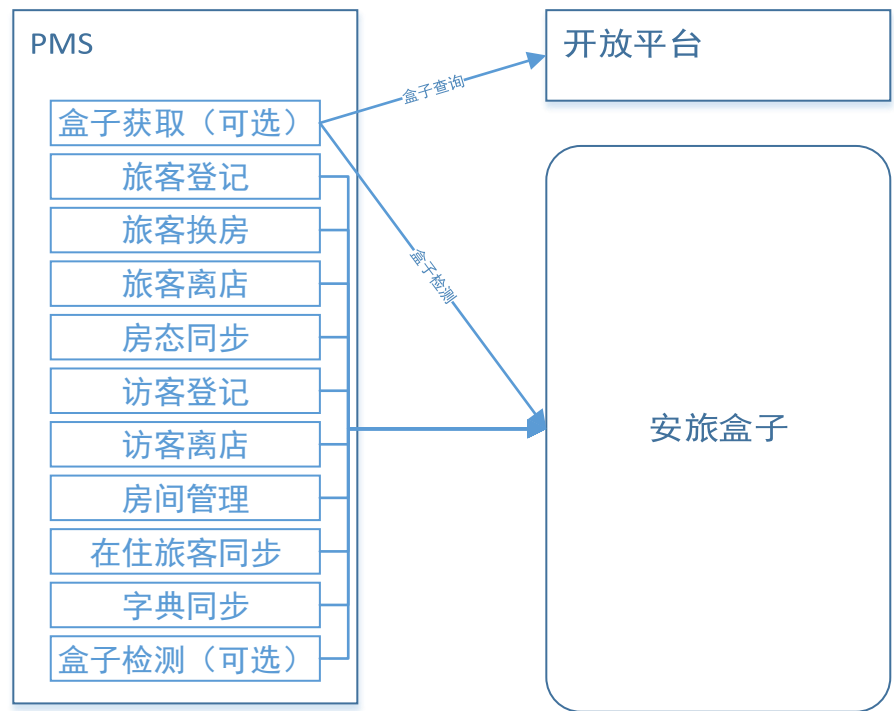 PMS
开放平台
盒子查询
盒子获取（可选）
旅客登记
旅客换房
旅客离店
盒子检测
房态同步
访客登记
访客离店
安旅盒子
房间管理
在住旅客同步
字典同步
盒子检测（可选）